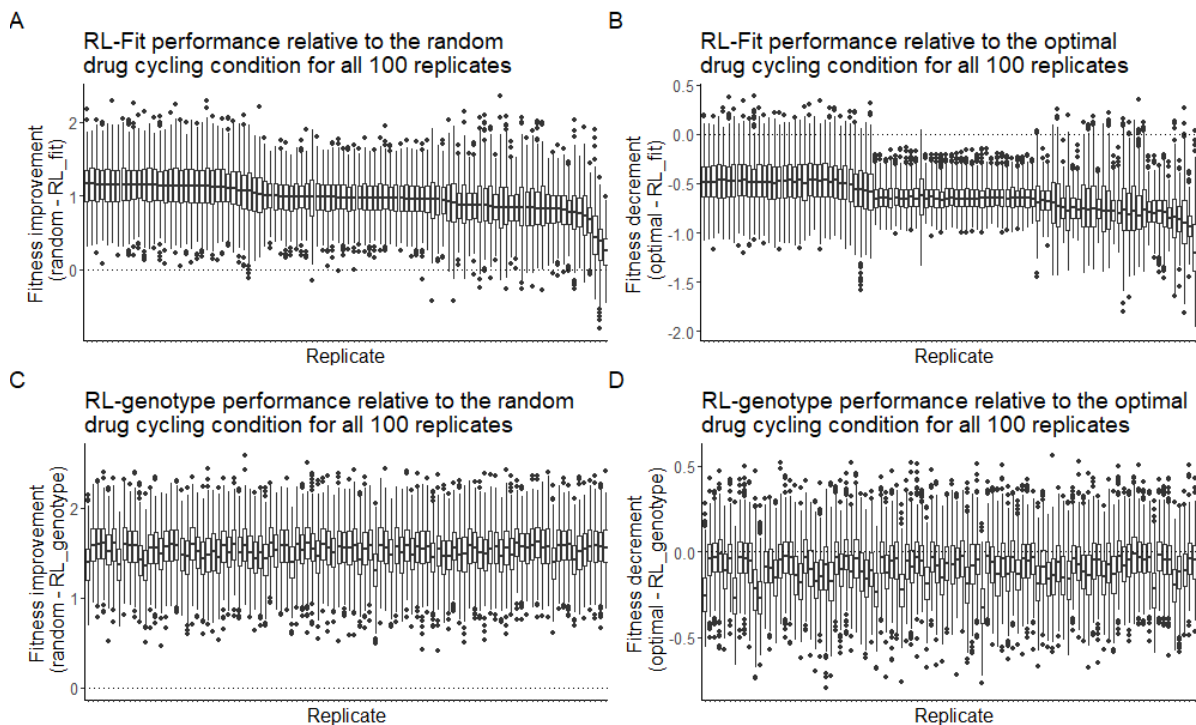 A
RL-Fit performance relative to the random
drug cycling condition for all 100 replicates
Fitness improvement
(random - RL_fit)
2
1
0
Replicate
B
RL-Fit performance relative to the optimal
drug cycling condition for all 100 replicates
Fitness decrement
(optimal - RL_fit)
0.5
0.0
-0.5
-1.0
-1.5
-2.0
Replicate
C
RL-genotype performance relative to the random
drug cycling condition for all 100 replicates
Fitness improvement
(random - RL_genotype)
2
1
0
Replicate
D
RL-genotype performance relative to the optimal
drug cycling condition for all 100 replicates
Fitness decrement
(optimal - RL_genotype)
0.5
0.0
-0.5
Replicate